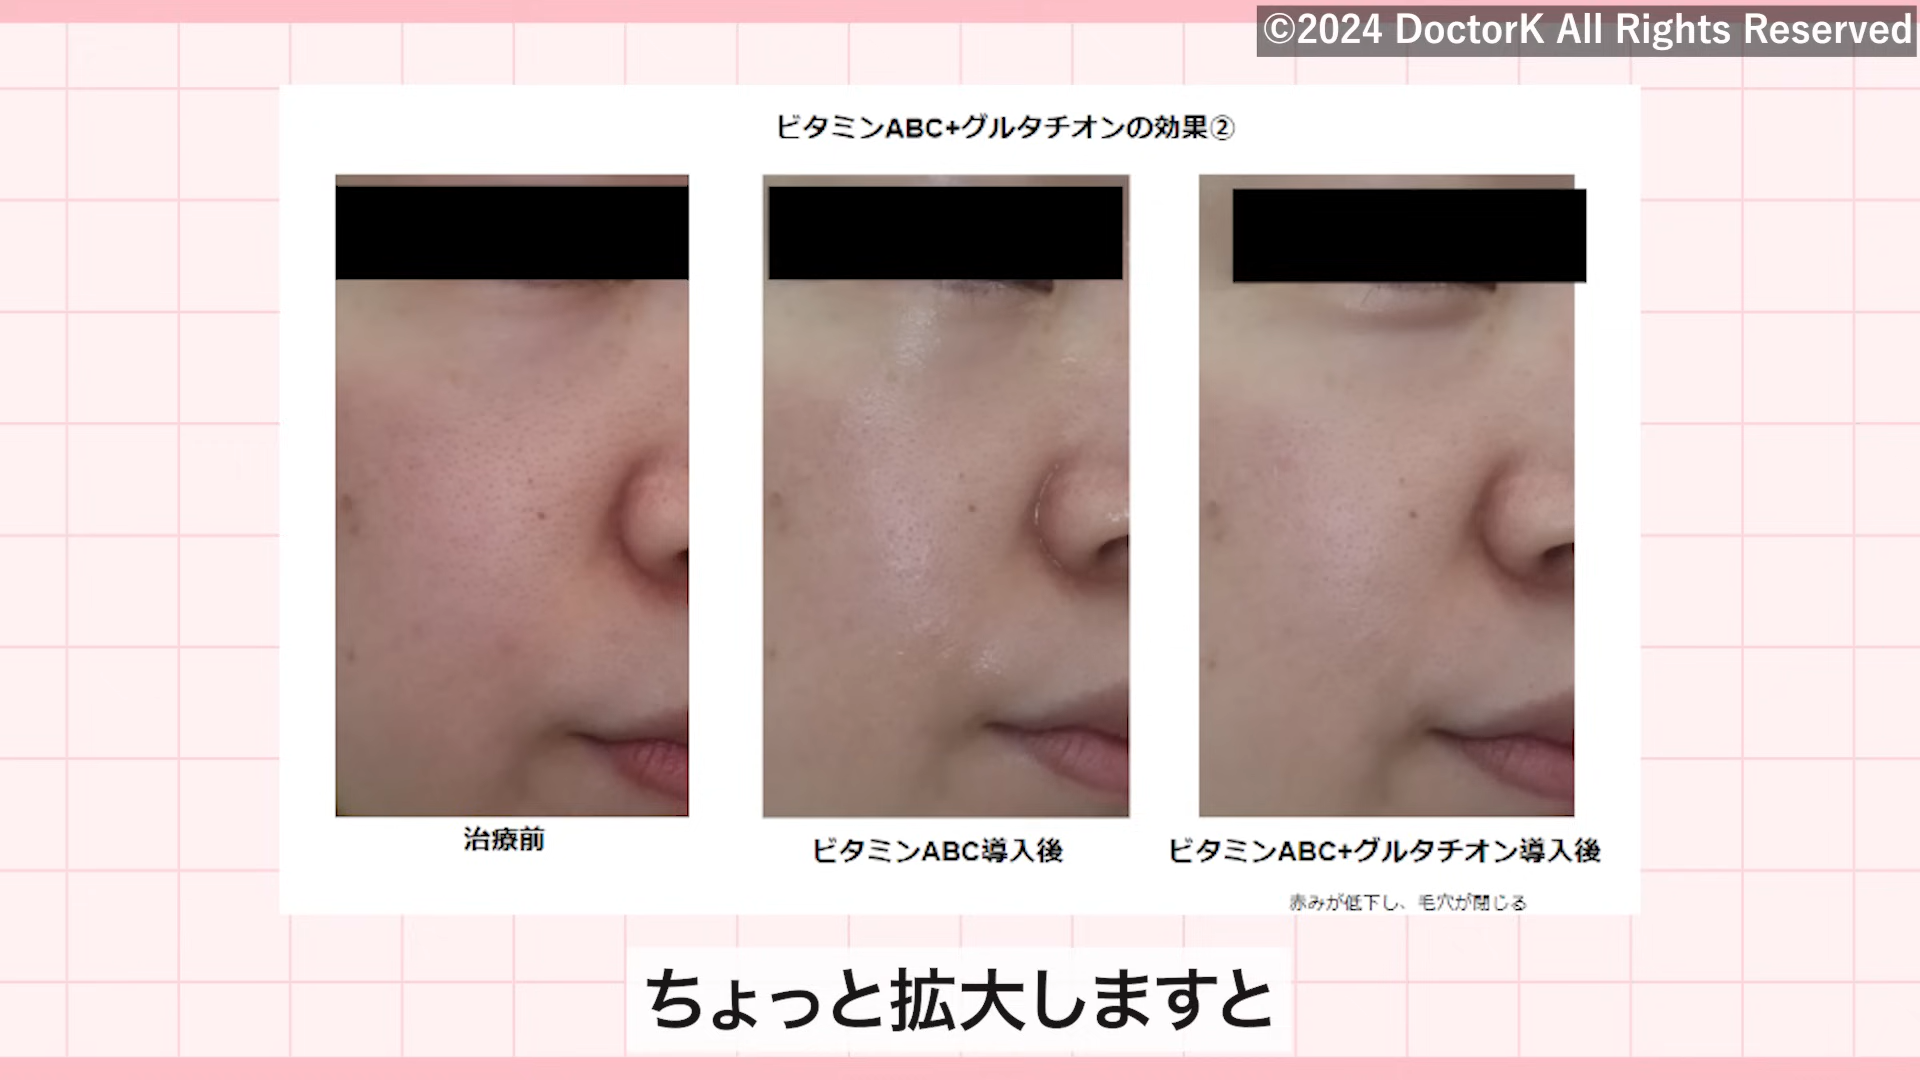 ©2024 DoctorK All Rights Reserved
ビタミンABC+グルタチオンの効果②
治療前
ビタミンABC導入後
ビタミンABC+グルタチオン導入後
赤みが低下し、毛穴が閉じる
ちょっと拡大しますと